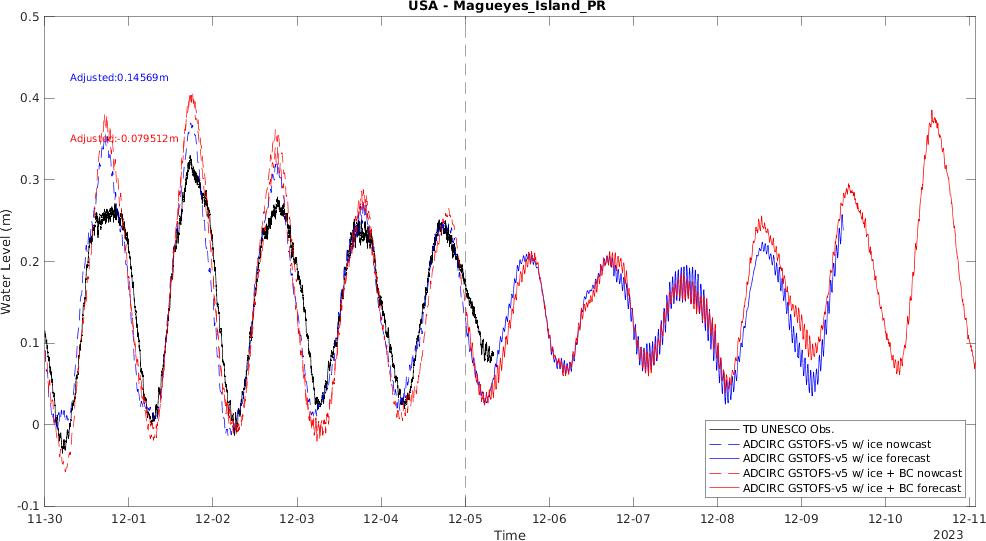 USA - Magueyes_Island_PR
0.5
Adjusted:0.14569m
0.4
Adjusted:-0.079512m
0.3
Water Level (m)
0.2
0.1
0
-0.1
TD UNESCO Obs.
ADCIRC GSTOFS-v5 w/ ice nowcast
ADCIRC GSTOFS-v5 w/ ice forecast
ADCIRC GSTOFS-v5 w/ ice + BC nowcast
ADCIRC GSTOFS-v5 w/ ice + BC forecast
11-30 12-01 12-02 12-03 12-04 12-05 12-06 12-07 12-08 12-09 12-10 12-11
Time
2023